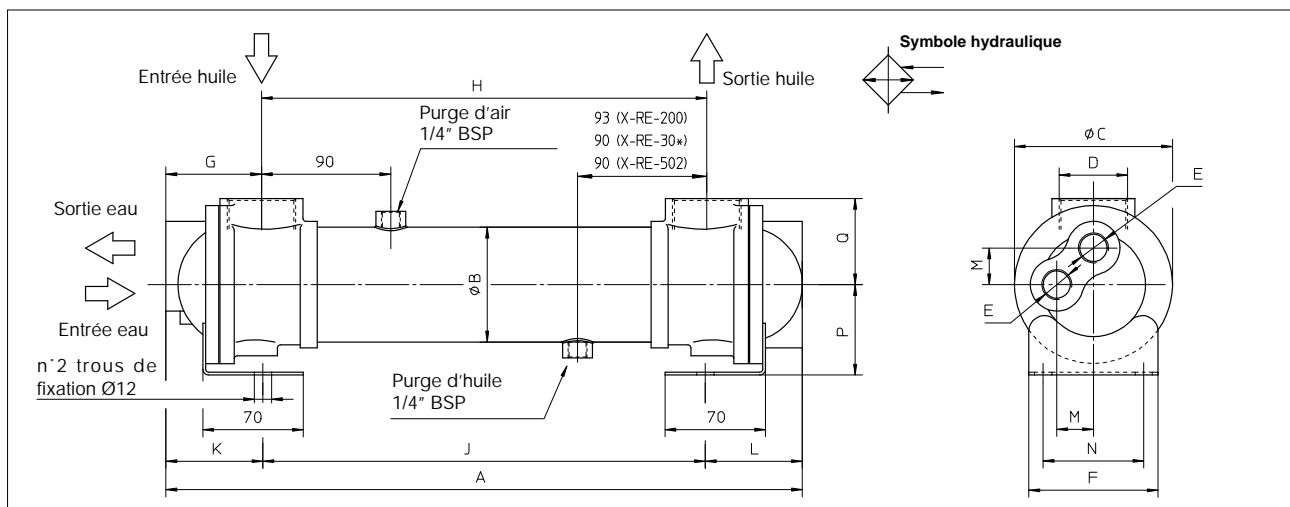 Symbole hydraulique
Entrée huile
Sortie huile
H
Purge d'air
1/4" BSP
93 (X-RE-200)
90 (X-RE-30*)
90 (X-RE-502)
G
90
øC
D
E
Sortie eau
Q
M
øB
Entrée eau
E
P
n°2 trous de
fixation Ø12
Purge d'huile
1/4" BSP
70
70
M
K
J
L
N
A
F